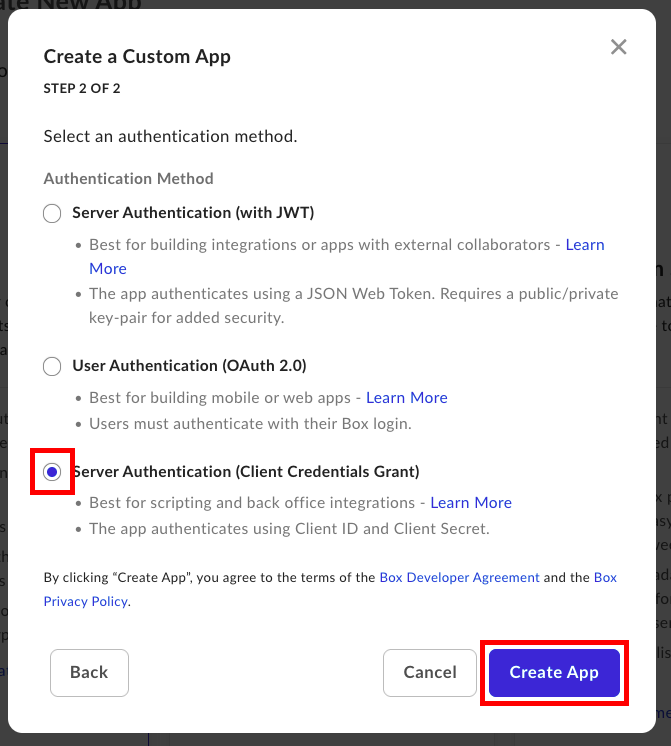 ate New App
Create a Custom App
STEP 2 OF 2
Select an authentication method.
Authentication Method
Server Authentication (with JWT)
• Best for building integrations or apps with external collaborators - Learn
More
• The app authenticates using a JSON Web Token. Requires a public/private
key-pair for added security.
User Authentication (OAuth 2.0)
• Best for building mobile or web apps - Learn More
• Users must authenticate with their Box login.
Server Authentication (Client Credentials Grant)
• Best for scripting and back office integrations - Learn More
• The app authenticates using Client ID and Client Secret.
By clicking “Create App”, you agree to the terms of the Box Developer Agreement and the Box
Privacy Policy.
Back
Cancel
Create App